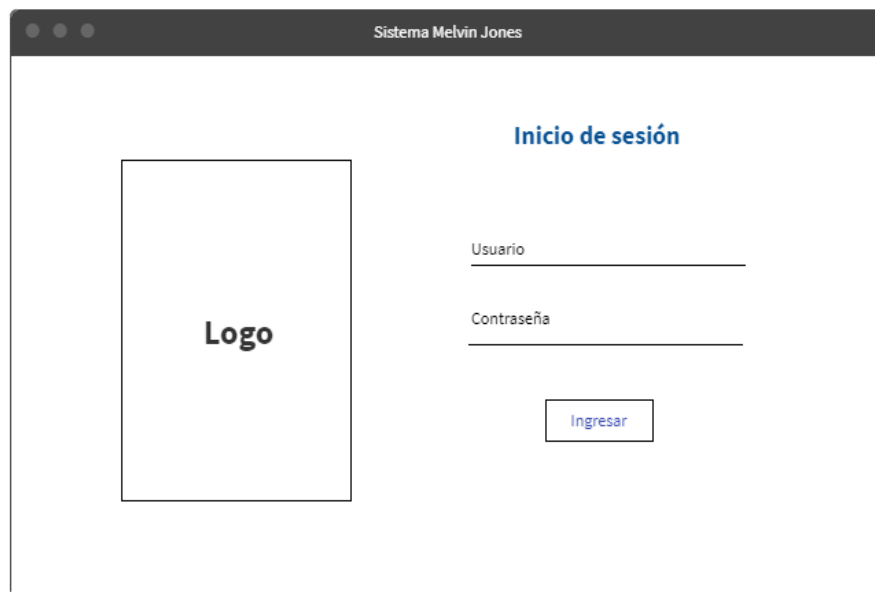 Sistema Melvin Jones
Inicio de sesión
Usuario
Contraseña
Logo
Ingresar